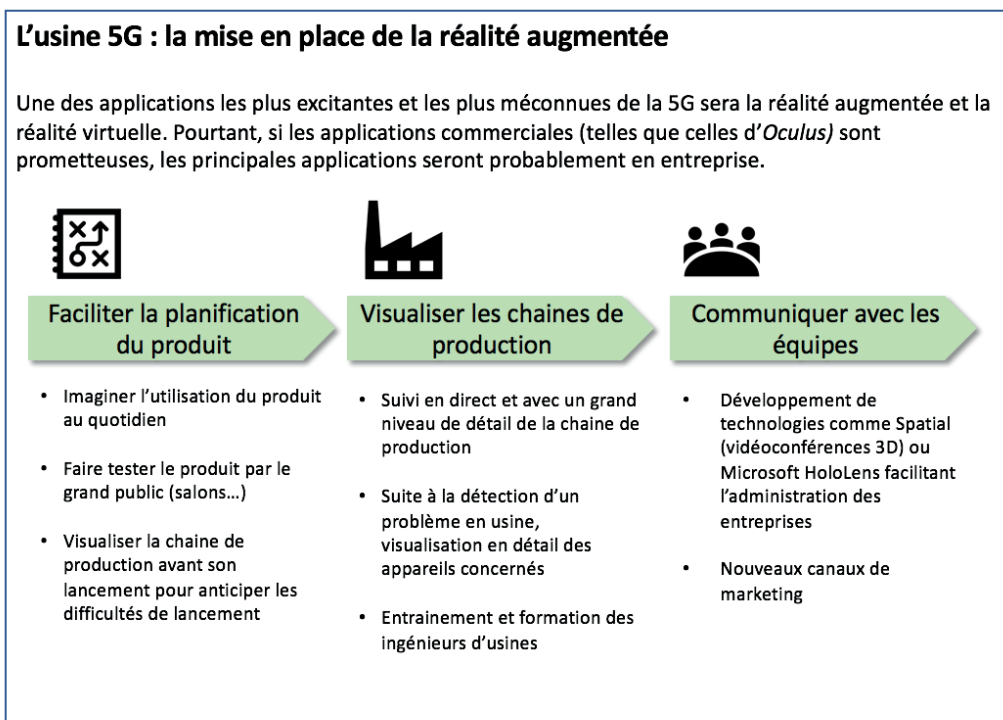 L'usine 5G : la mise en place de la réalité augmentée
Une des applications les plus excitantes et les plus méconnues de la 5G sera la réalité augmentée et la
réalité virtuelle. Pourtant, si les applications commerciales (telles que celles d'Oculus) sont
prometteuses, les principales applications seront probablement en entreprise.
Faciliter la planification
du produit
• Imaginer l'utilisation du produit
au quotidien
• Faire tester le produit par le
grand public (salons…)
• Visualiser la chaine de
production avant son
lancement pour anticiper les
difficultés de lancement
Visualiser les chaines de
production
• Suivi en direct et avec un grand
niveau de détail de la chaine de
production
• Suite à la détection d'un
problème en usine,
visualisation en détail des
appareils concernés
• Entrainement et formation des
ingénieurs d'usines
Communiquer avec les
équipes
• Développement de
technologies comme Spatial
(vidéoconférences 3D) ou
Microsoft HoloLens facilitant
l'administration des
entreprises
• Nouveaux canaux de
marketing